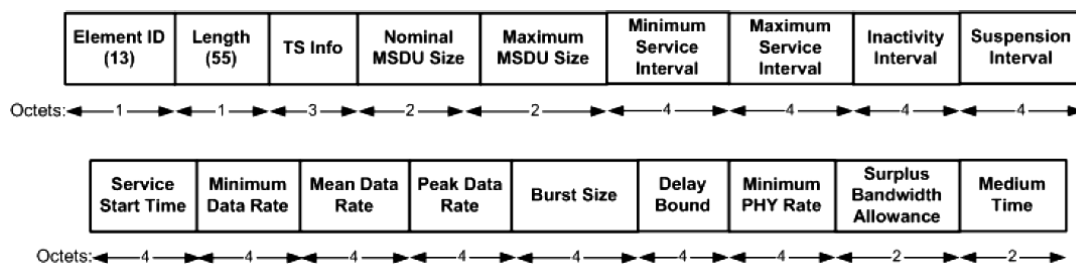 Element ID (13) Length (55) TS Info Nominal MSDU Size Maximum MSDU Size Minimum Service Interval Maximum Service Interval Inactivity Interval Suspension Interval
Octets: 1 1 3 2 2 4 4 4 4
Service Start Time Minimum Data Rate Mean Data Rate Peak Data Rate Burst Size Delay Bound Minimum PHY Rate Surplus Bandwidth Allowance Medium Time
Octets: 4 4 4 4 4 4 4 2 2